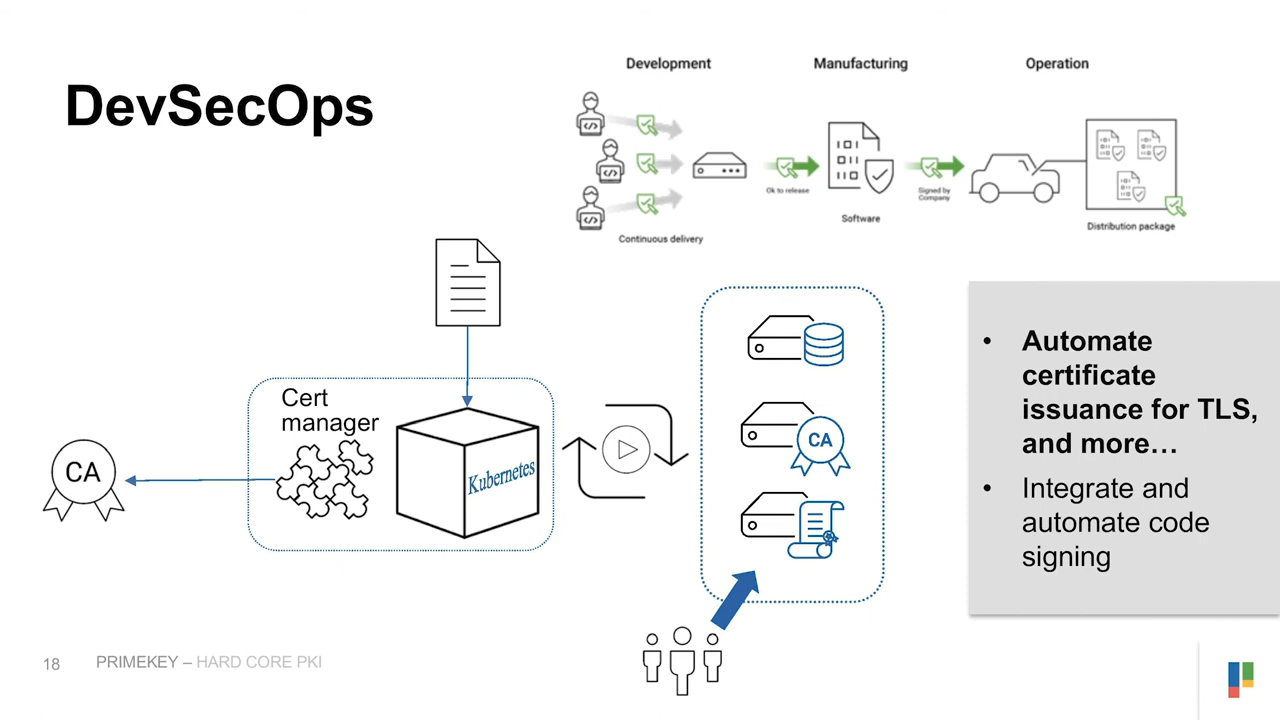 DevSecOps
Development
Manufacturing
Operation
Ok to release
Signed by
Company
Software
Continuous delivery
Distribution package
Cert
manager
CA
Kubernetes
CA
• Automate
certificate
issuance for TLS,
and more…
• Integrate and
automate code
signing
18
PRIMEKEY – HARD CORE PKI